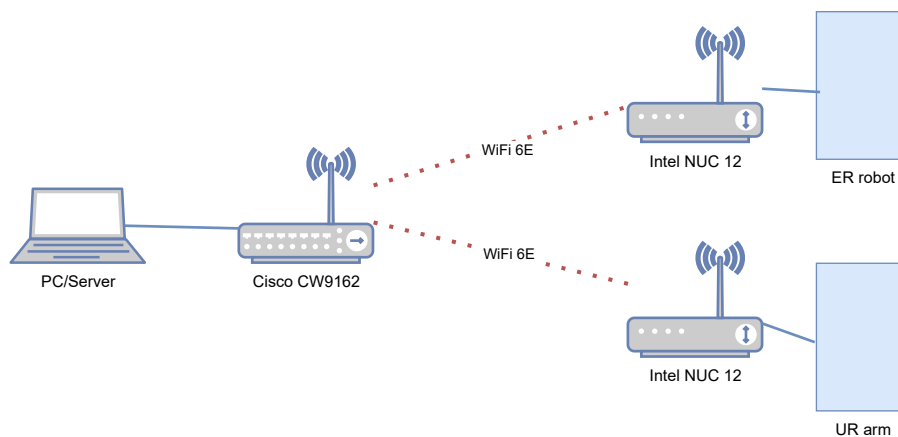 WiFi 6E
Intel NUC 12
ER robot
PC/Server
Cisco CW9162
WiFi 6E
Intel NUC 12
UR arm